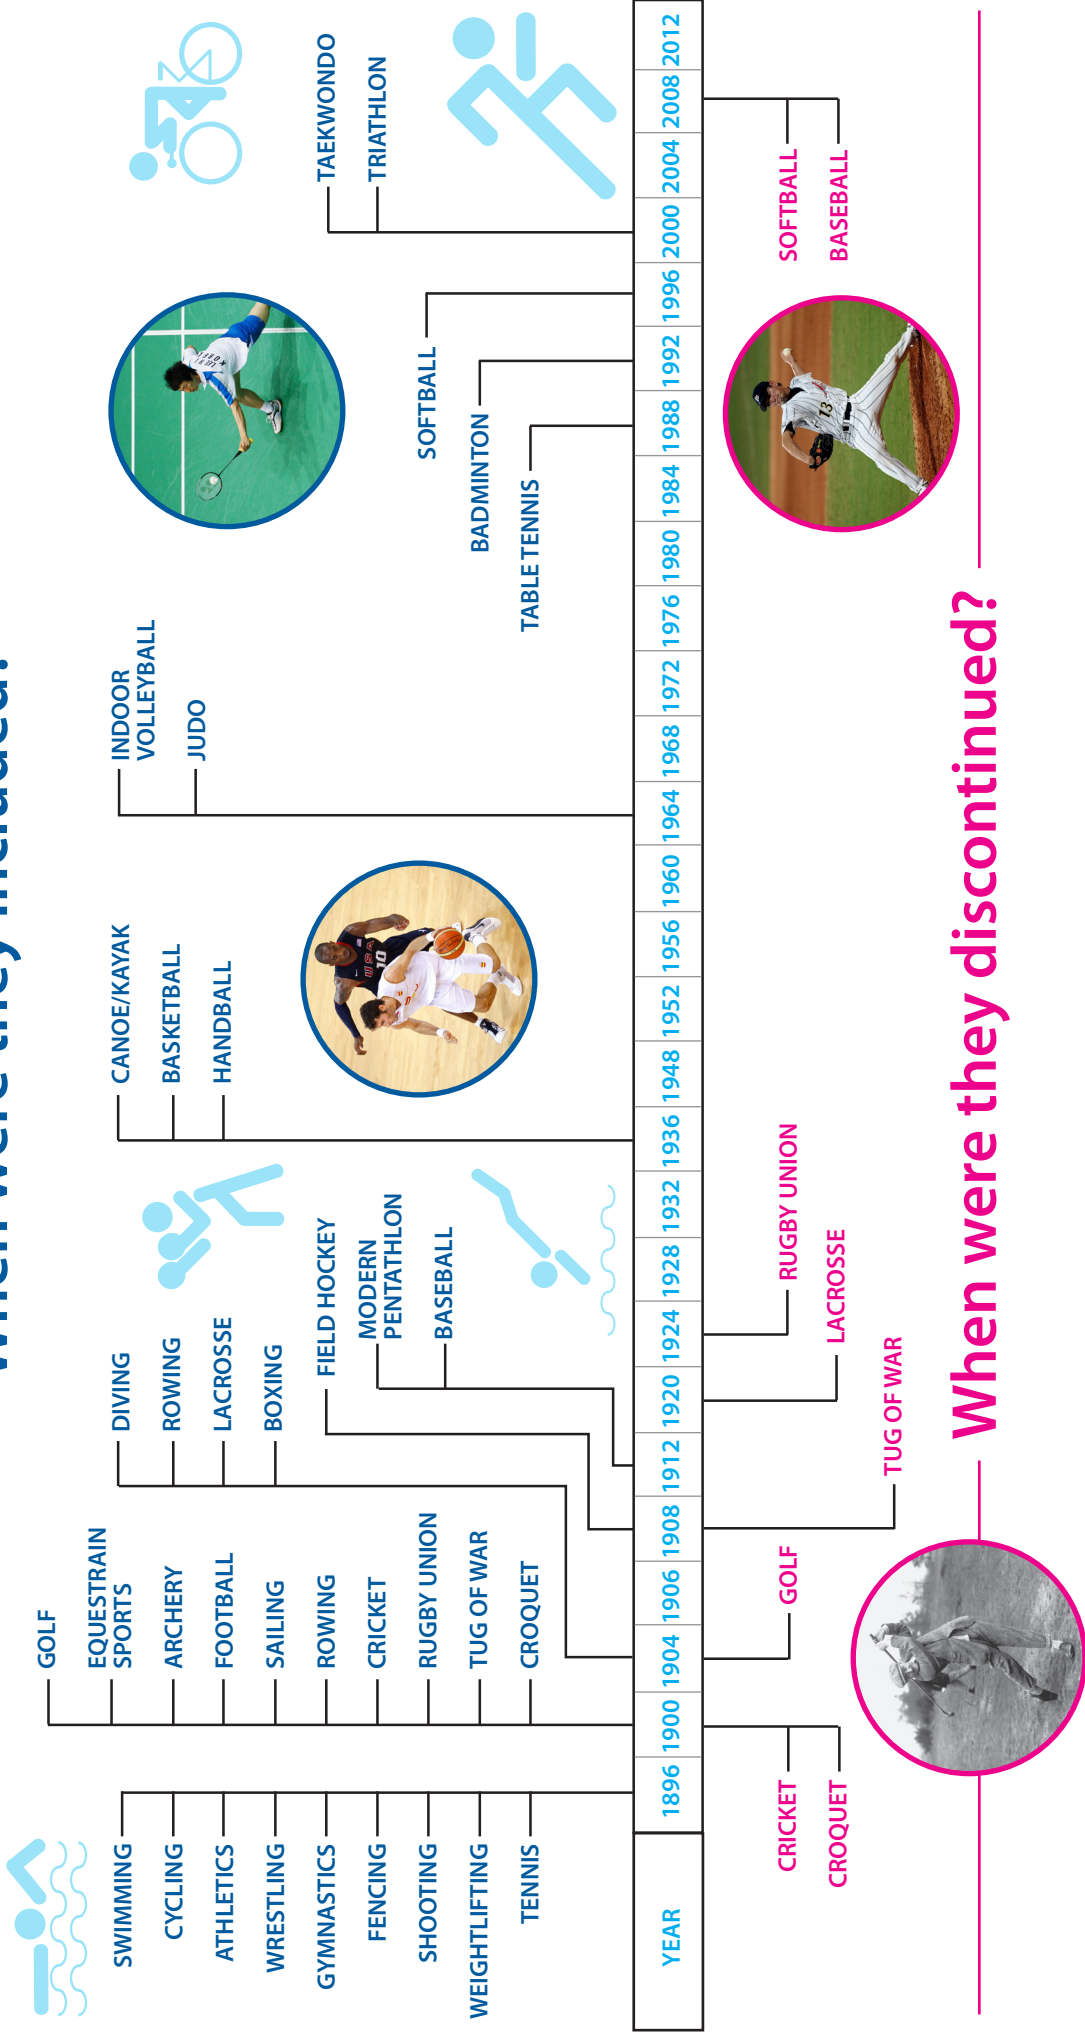 When were they included?
GOLF
EQUESTRAIN
SPORTS
ARCHERY
FOOTBALL
SAILING
ROWING
CRICKET
RUGBY UNION
TUG OF WAR
CROQUET
SWIMMING
CYCLING
ATHLETICS
WRESTLING
GYMNASTICS
FENCING
SHOOTING
WEIGHTLIFTING
TENNIS
DIVING
ROWING
LACROSSE
BOXING
FIELD HOCKEY
MODERN
PENTATHLON
BASEBALL
CANOE/KAYAK
BASKETBALL
HANDBALL
INDOOR
VOLLEYBALL
JUDO
TABLE TENNIS
BADMINTON
SOFTBALL
TAEKWONDO
TRIATHLON
USA
10
YEAR 1896 1900 1904 1906 1908 1912 1920 1924 1928 1932 1936 1948 1952 1956 1960 1964 1968 1972 1976 1980 1984 1988 1992 1996 2000 2004 2008 2012
CRICKET
CROQUET
GOLF
TUG OF WAR
LACROSSE
RUGBY UNION
SOFTBALL
BASEBALL
13
When were they discontinued?